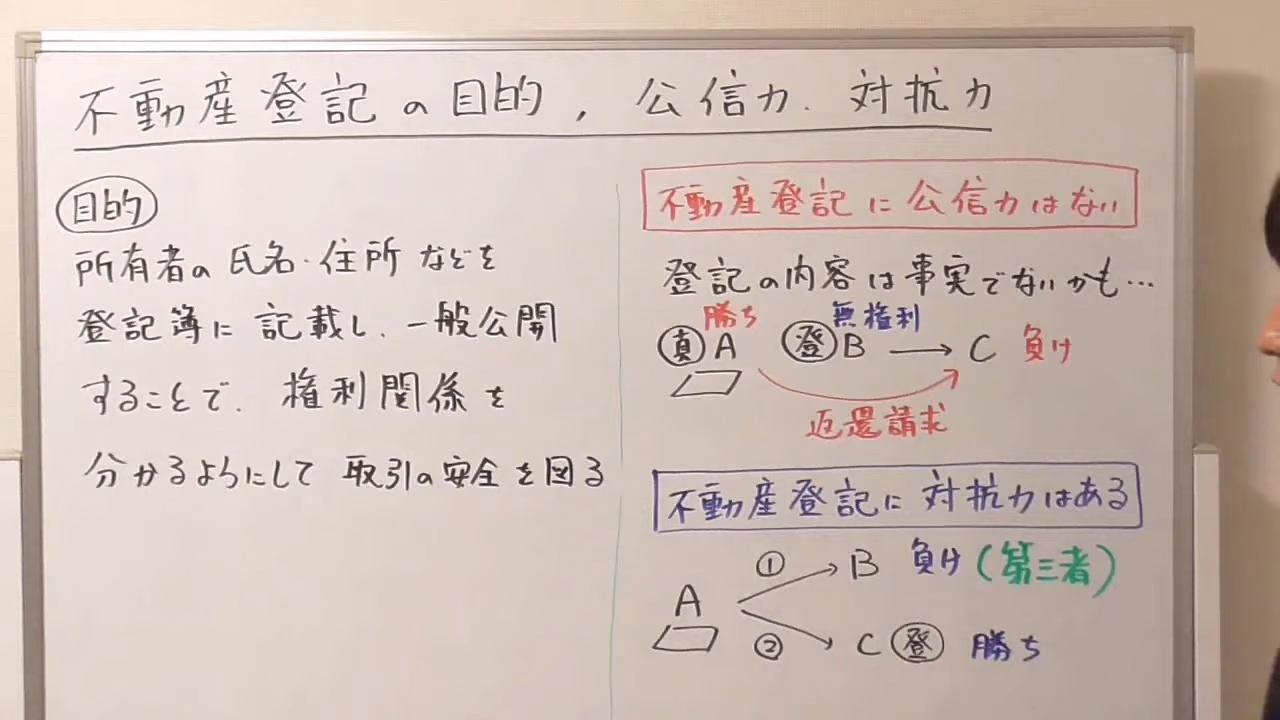 不動産登記の目的, 公信力. 対抗力
目的
所有者の氏名・住所などを
登記簿に記載し、一般公開
することで、権利関係を
分かるようにして取引の安全を図る
不動産登記に公信力はない
登記の内容は事実でないかも…
勝ち 無権利
真 A 登 B → C 負け
返還請求
不動産登記に対抗力はある
① B 負け (第三者)
A
② C 登 勝ち